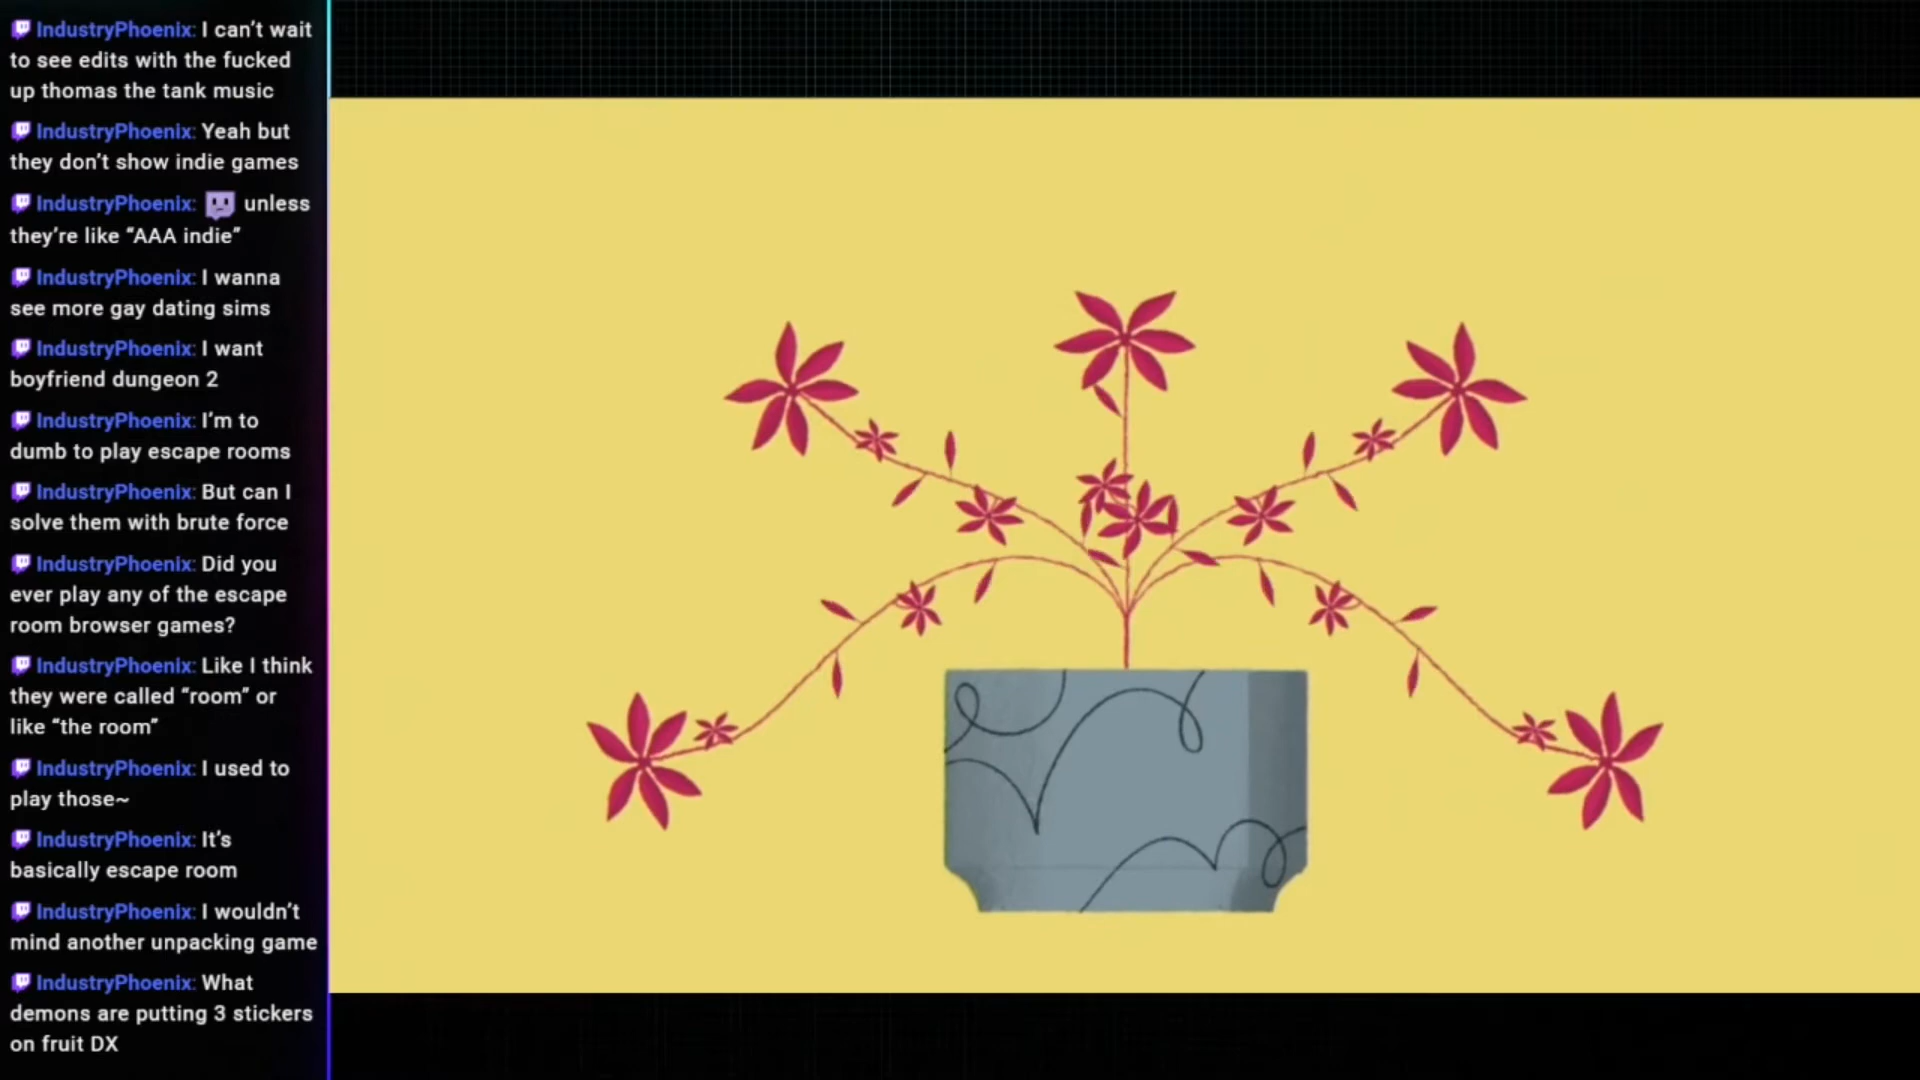 IndustryPhoenix: I can’t wait
to see edits with the fucked
up thomas the tank music
IndustryPhoenix: Yeah but
they don’t show indie games
IndustryPhoenix: unless
they’re like “AAA indie”
IndustryPhoenix: I wanna
see more gay dating sims
IndustryPhoenix: I want
boyfriend dungeon 2
IndustryPhoenix: I’m to
dumb to play escape rooms
IndustryPhoenix: But can I
solve them with brute force
IndustryPhoenix: Did you
ever play any of the escape
room browser games?
IndustryPhoenix: Like I think
they were called “room” or
like “the room”
IndustryPhoenix: I used to
play those~
IndustryPhoenix: It’s
basically escape room
IndustryPhoenix: I wouldn’t
mind another unpacking game
IndustryPhoenix: What
demons are putting 3 stickers
on fruit DX